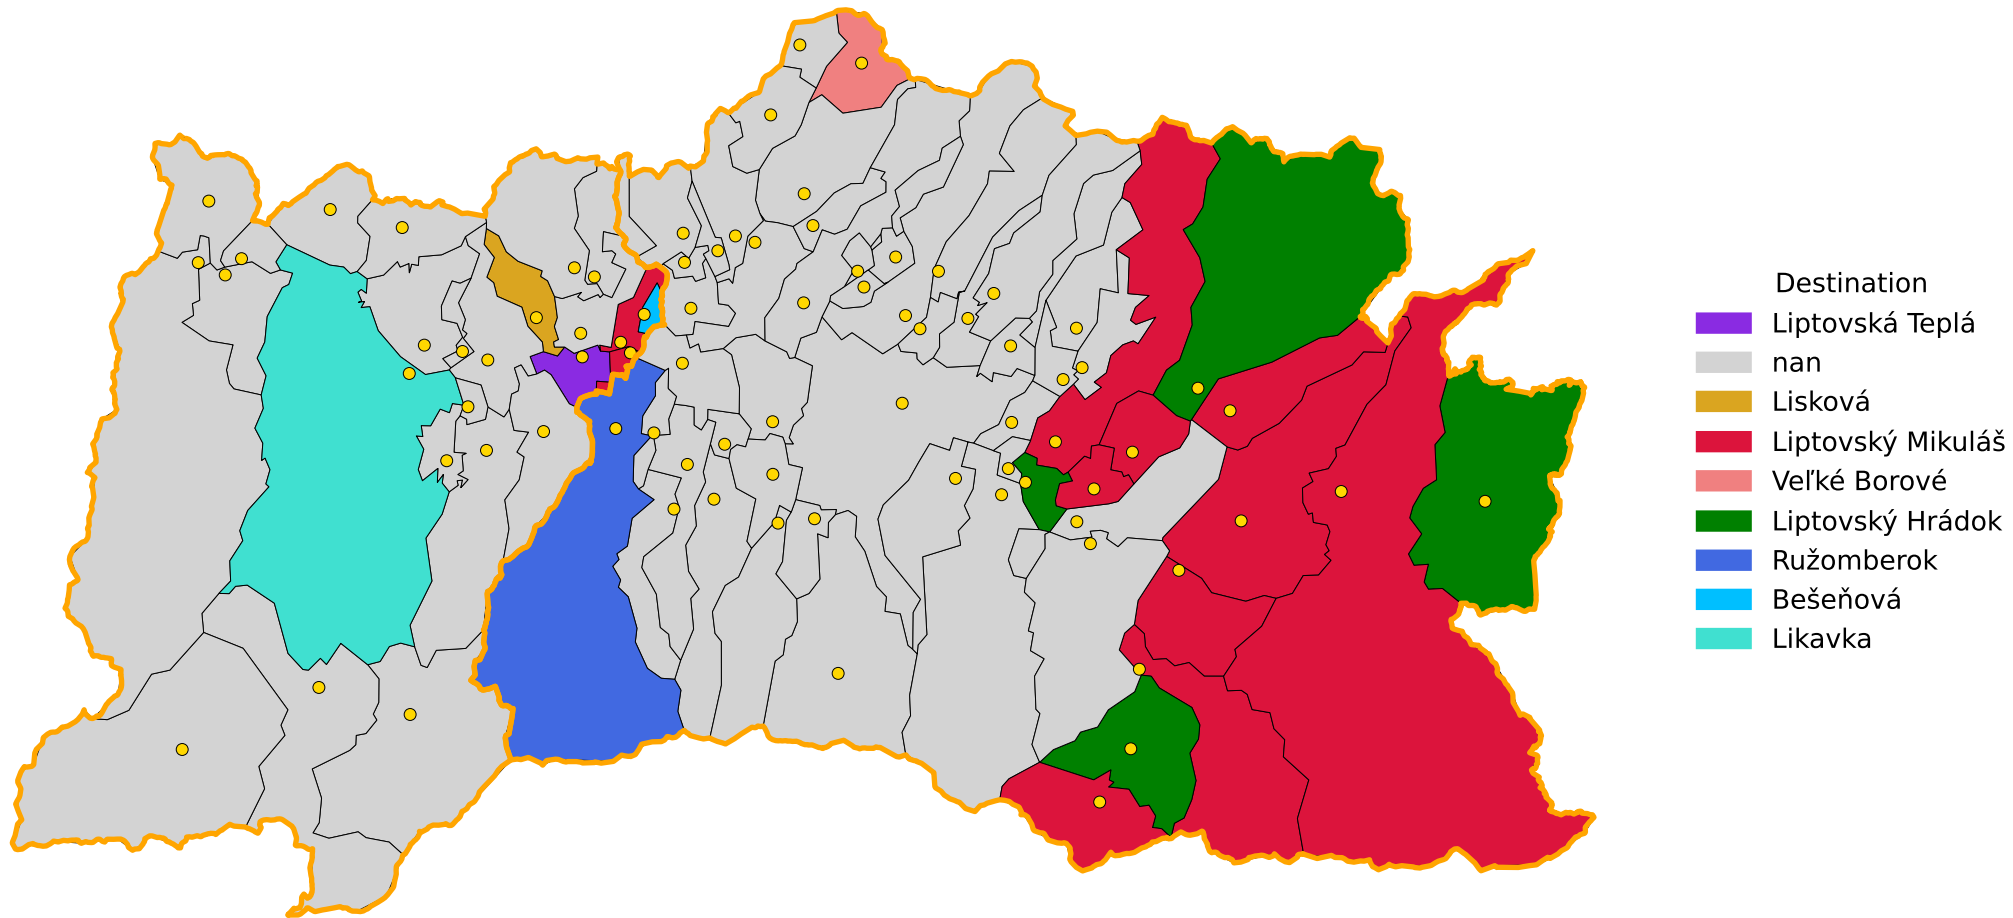 Destination
Liptovská Teplá
nan
Lisková
Liptovský Mikuláš
Veľké Borové
Liptovský Hrádok
Ružomberok
Bešeňová
Likavka